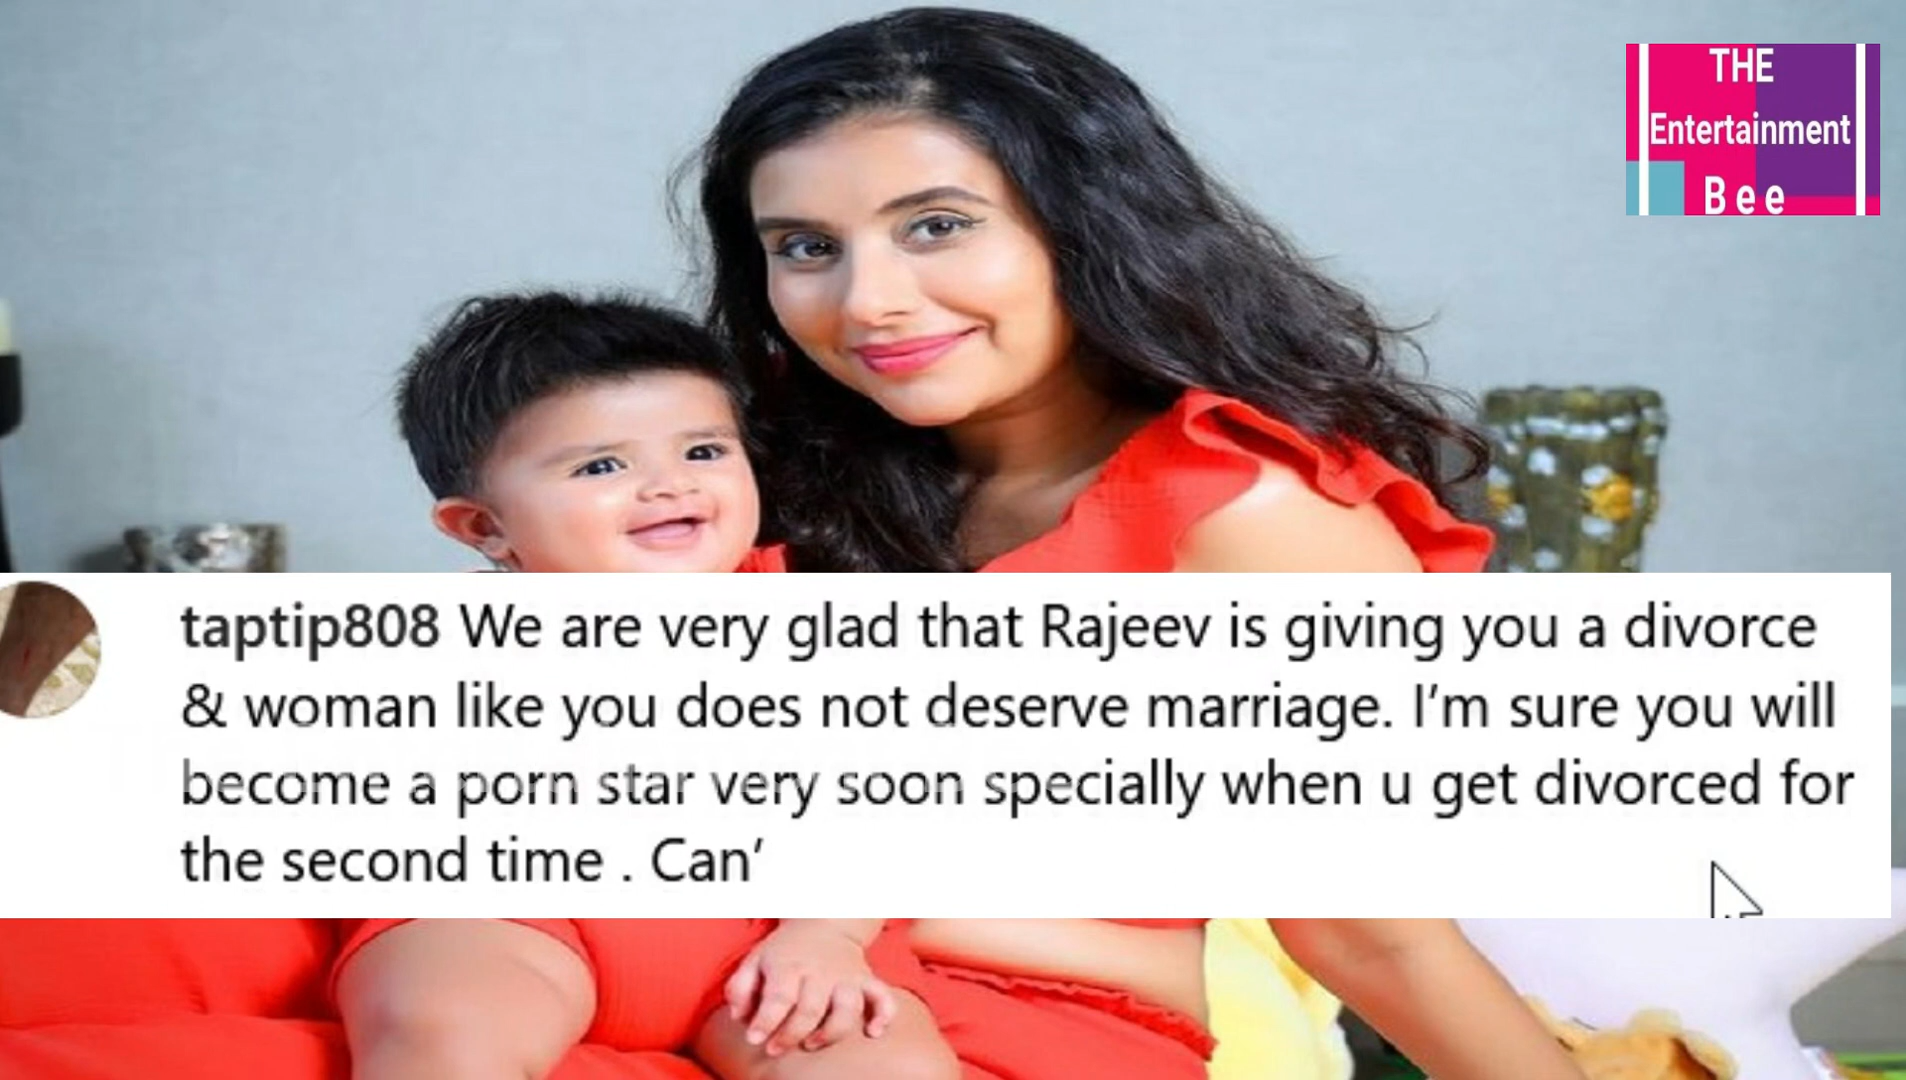 THE
Entertainment
Bee
taptip808 We are very glad that Rajeev is giving you a divorce
& woman like you does not deserve marriage. I’m sure you will
become a porn star very soon specially when u get divorced for
the second time . Can’